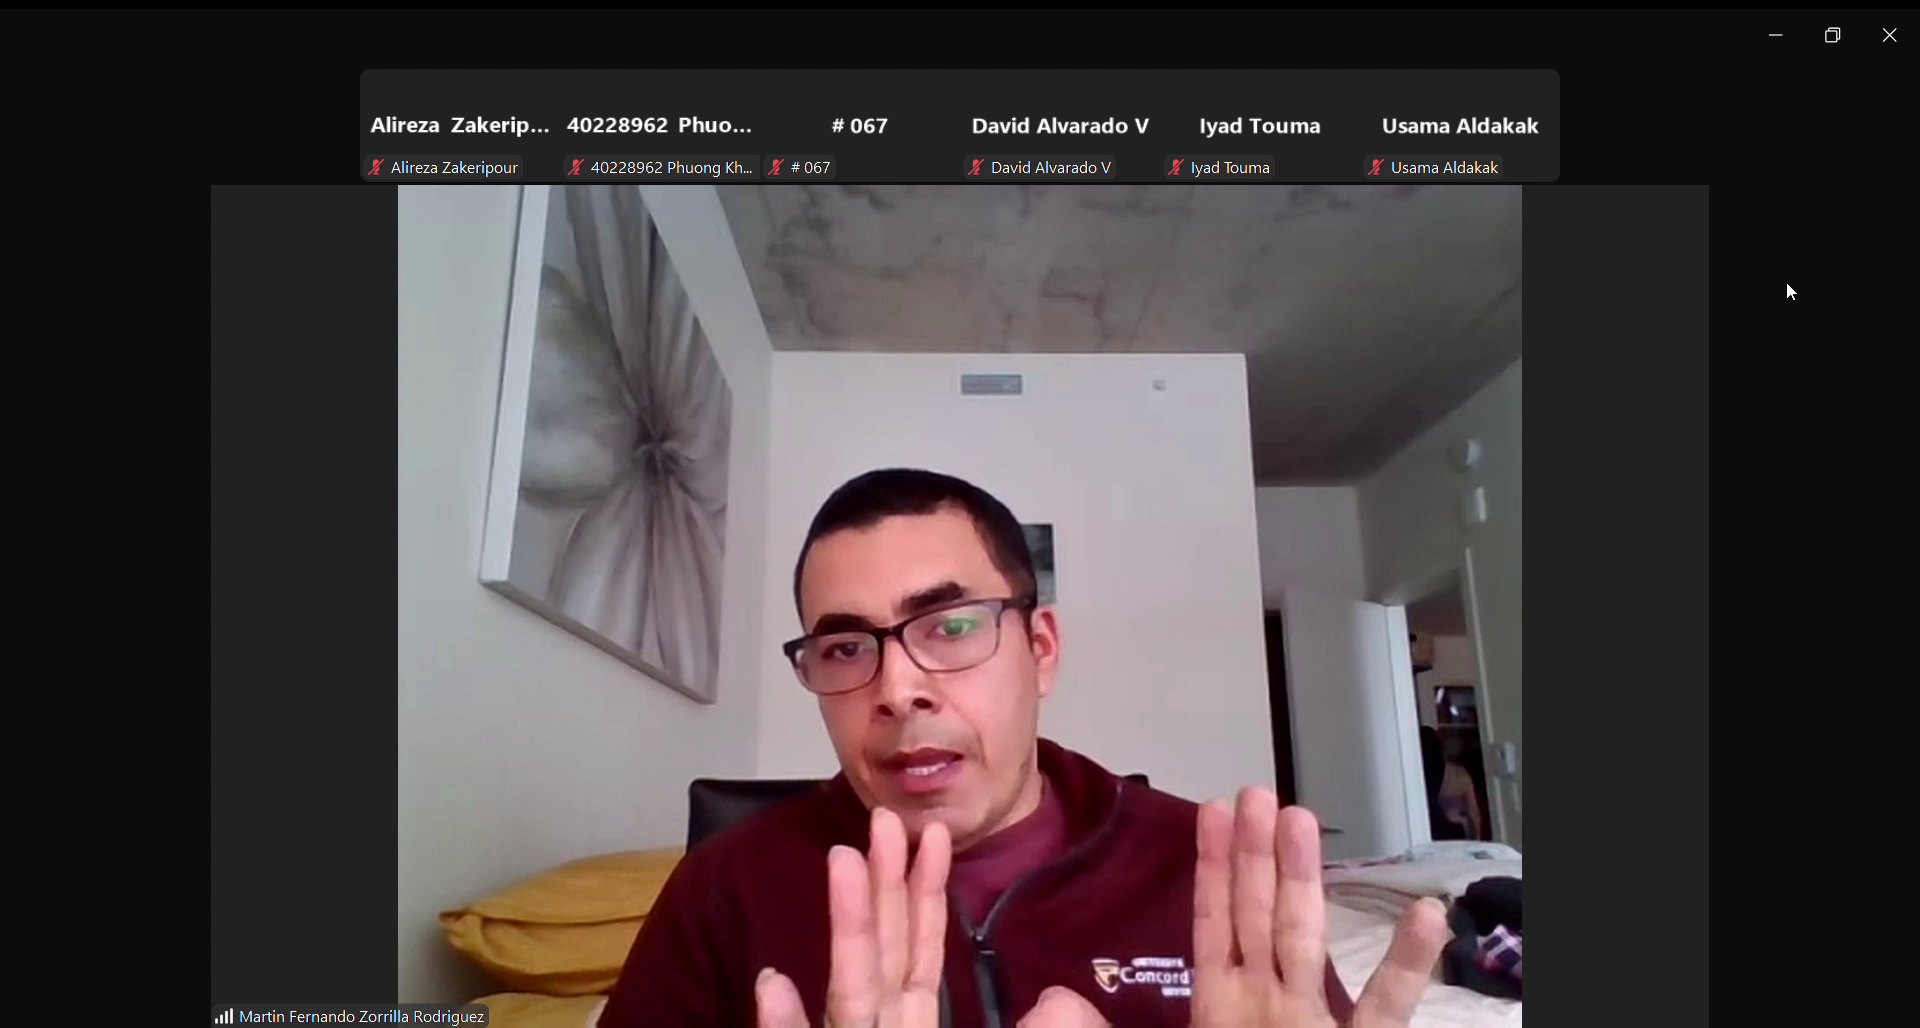 Alireza Zakerip...
40228962 Phuo...
# 067
David Alvarado V
Iyad Touma
Usama Aldakak
Alireza Zakeripour
40228962 Phuong Kh...
# 067
David Alvarado V
Iyad Touma
Usama Aldakak
Concord
Martin Fernando Zorrilla Rodriguez